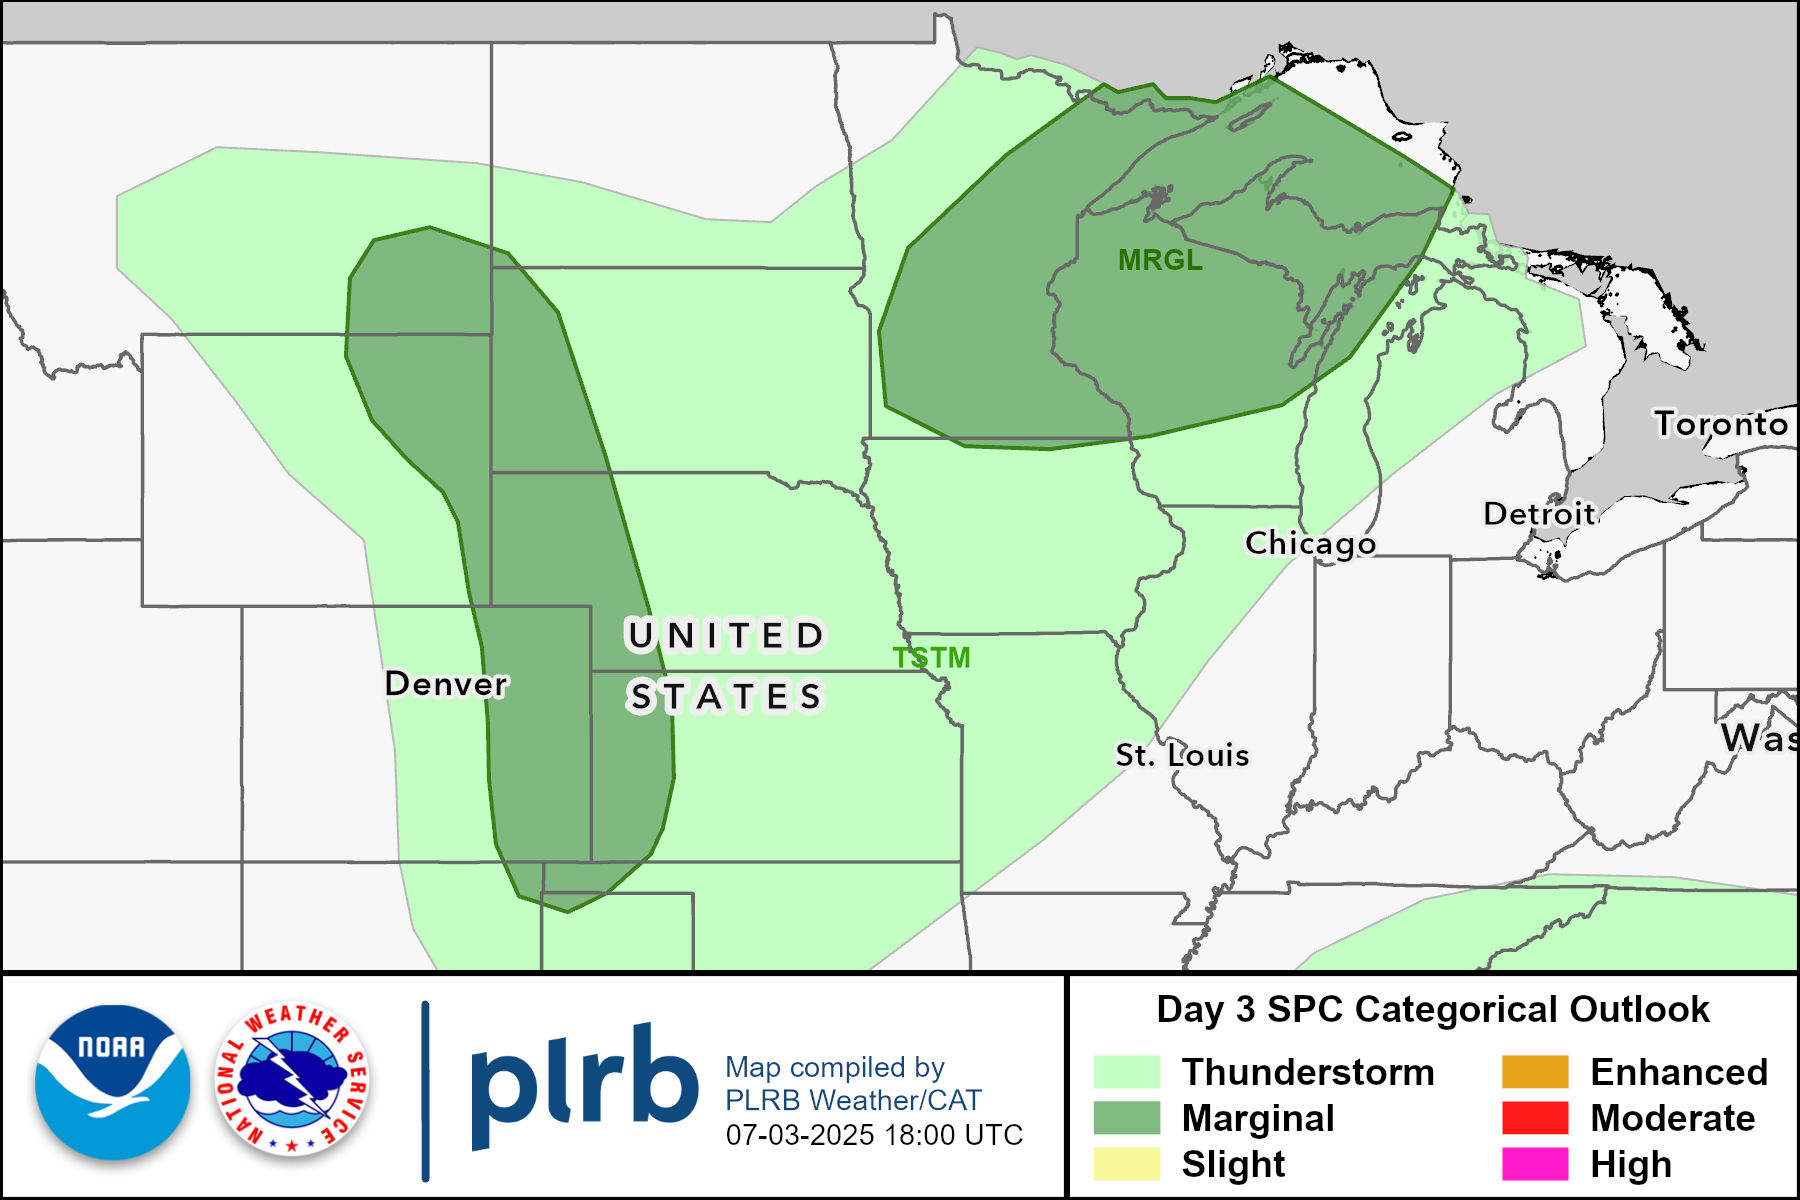 MRGL
Toronto
Detroit
Chicago
UNITED
TSTM
Denver
STATES
St. Louis
Was
NOAA
NATIONAL WEATHER SERVICE
plrb
Map compiled by
PLRB Weather/CAT
07-03-2025 18:00 UTC
Day 3 SPC Categorical Outlook
Thunderstorm
Marginal
Slight
Enhanced
Moderate
High